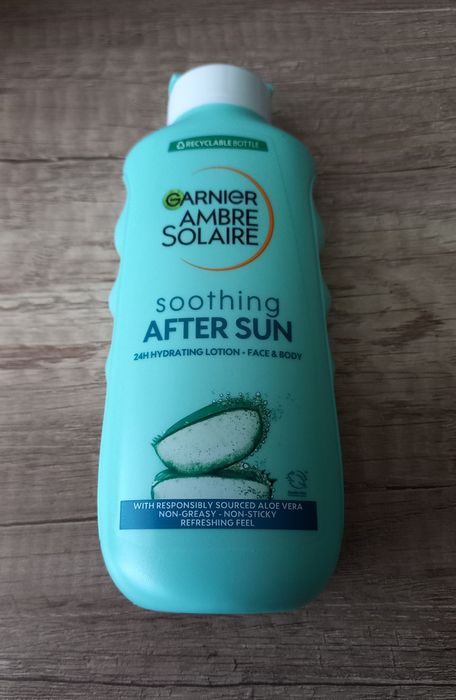 RECYCLABLE BOTTLE
GARNIER
AMBRE
SOLAIRE
soothing
AFTER SUN
24H HYDRATING LOTION • FACE & BODY
WITH RESPONSIBLY SOURCED ALOE VERA
NON-GREASY - NON-STICKY
REFRESHING FEEL